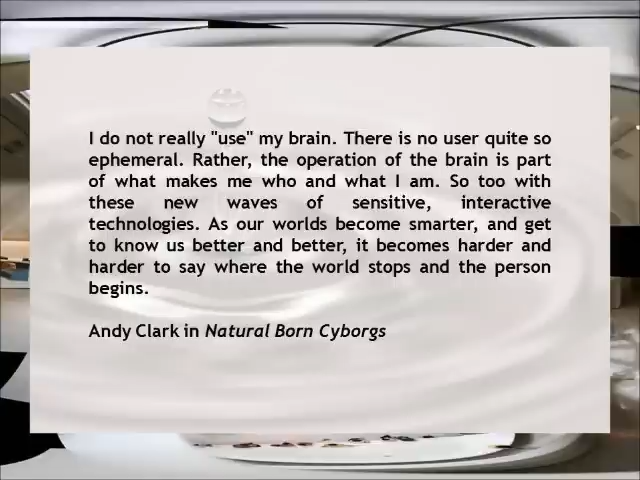 I do not really "use" my brain. There is no user quite so
ephemeral. Rather, the operation of the brain is part
of what makes me who and what I am. So too with
these new waves of sensitive, interactive
technologies. As our worlds become smarter, and get
to know us better and better, it becomes harder and
harder to say where the world stops and the person
begins.
Andy Clark in Natural Born Cyborgs